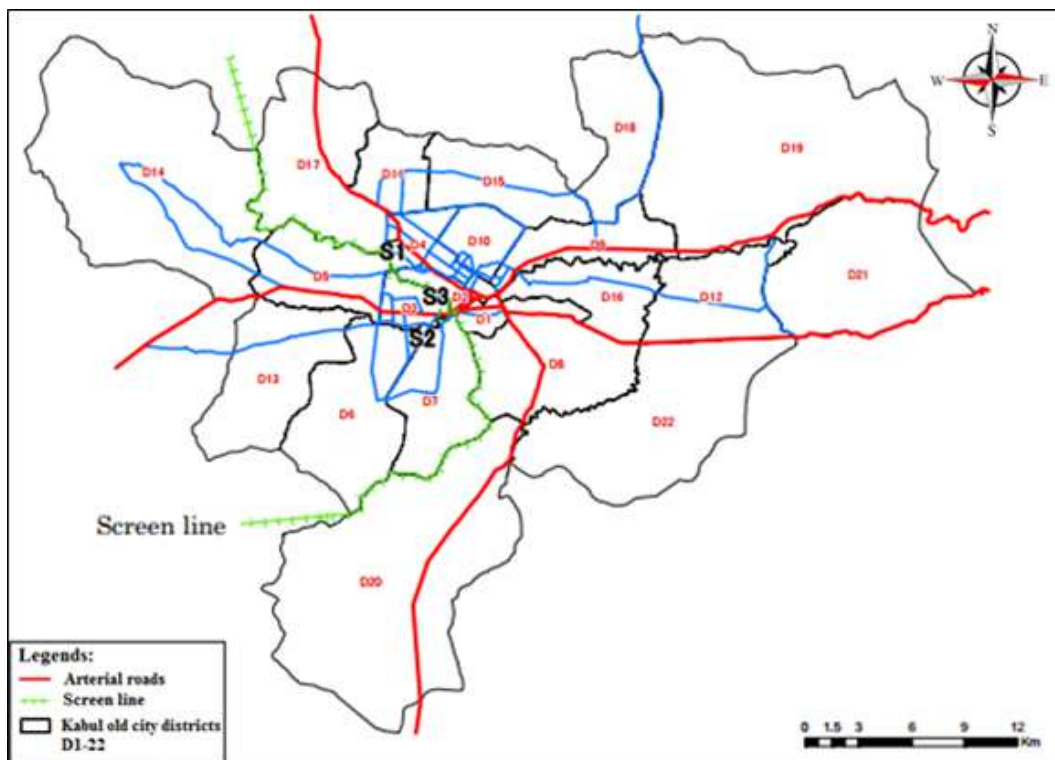 N
W E
S
D18
D19
D17
D14
D15
D4
D10
S1
D5
D21
D16
D12
S3
D2
D3
D1
S2
D8
D13
D6
D7
D22
Screen line
D20
Legends:
Arterial roads
Screen line
Kabul old city districts
D1-22
0 1.5 3 6 9 12
Km